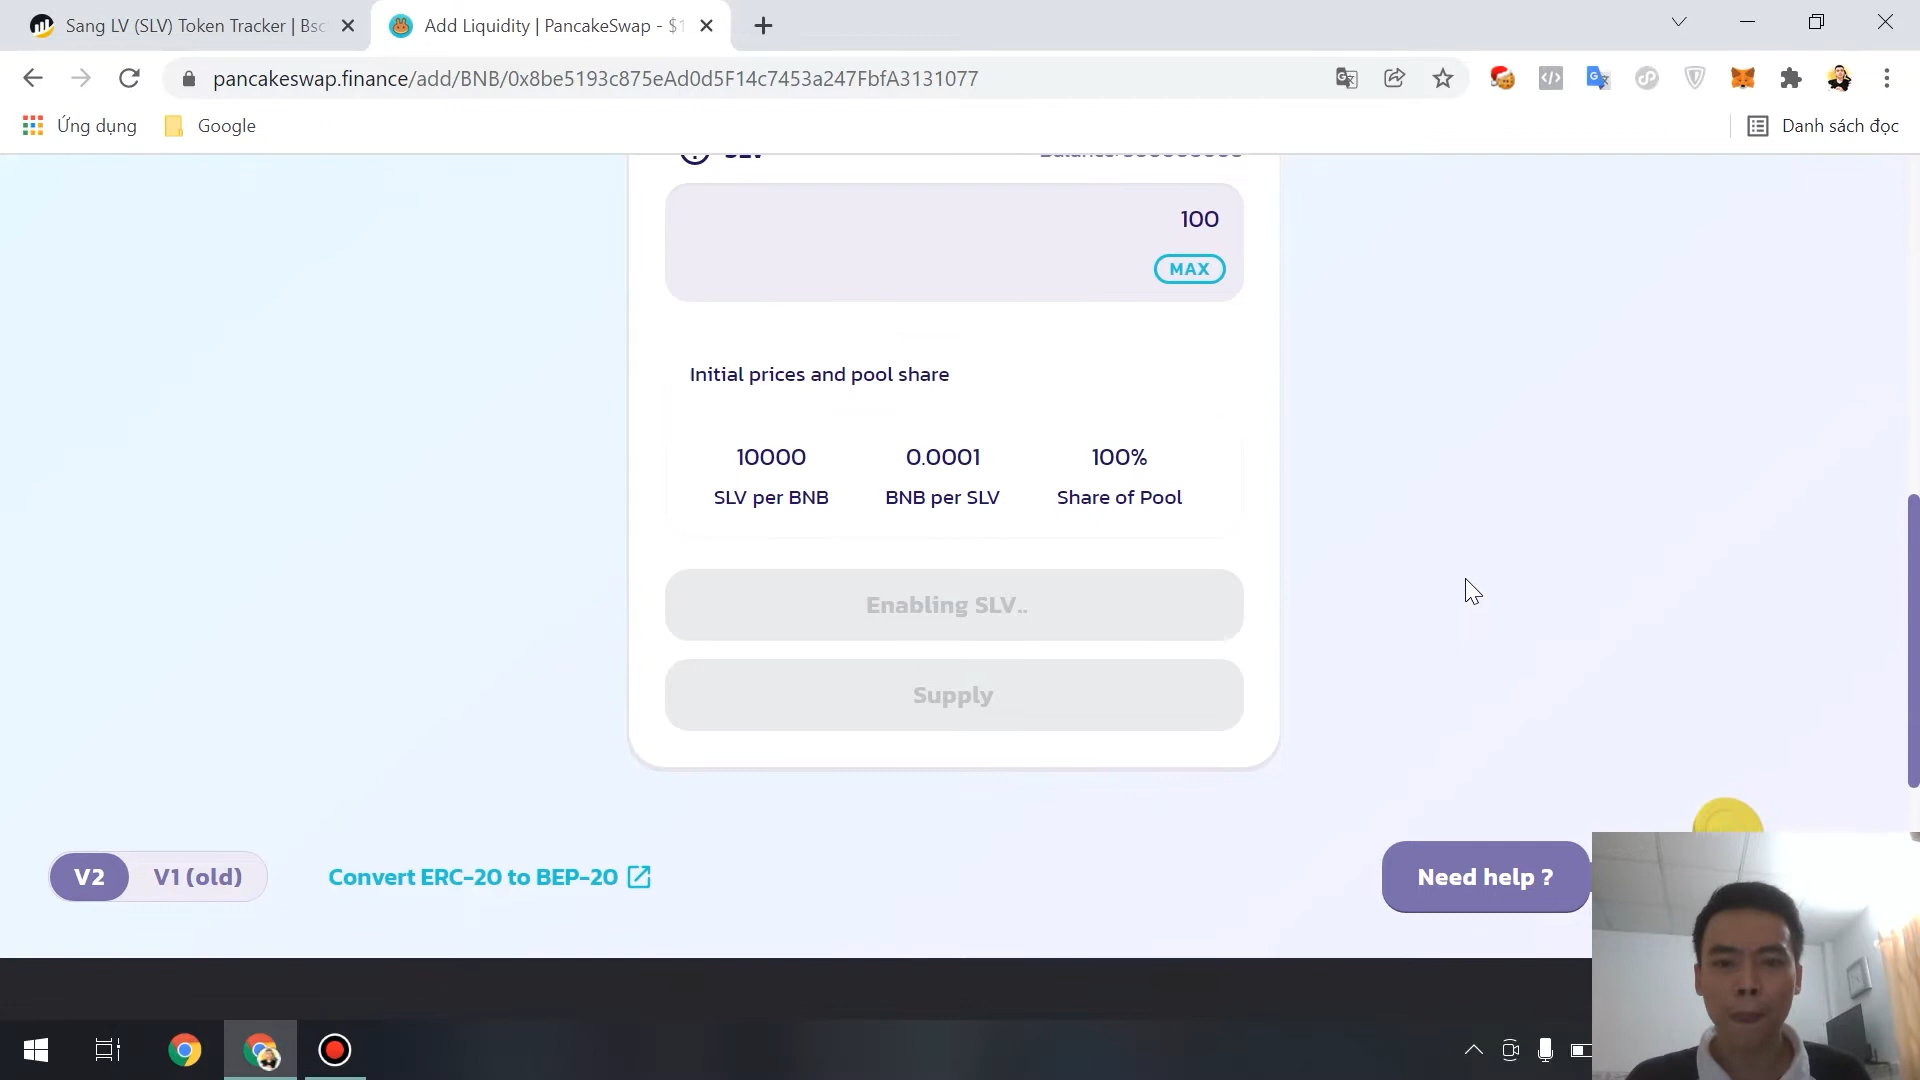 Sang LV (SLV) Token Tracker | Bsc
Add Liquidity | PancakeSwap - $1
pancakeswap.finance/add/BNB/0x8be5193c875eAd0d5F14c7453a247FbfA3131077
Ứng dụng
Google
Danh sách đọc
SLV
100
MAX
Initial prices and pool share
10000
0.0001
100%
SLV per BNB
BNB per SLV
Share of Pool
Enabling SLV..
Supply
V2
V1 (old)
Convert ERC-20 to BEP-20
Need help ?